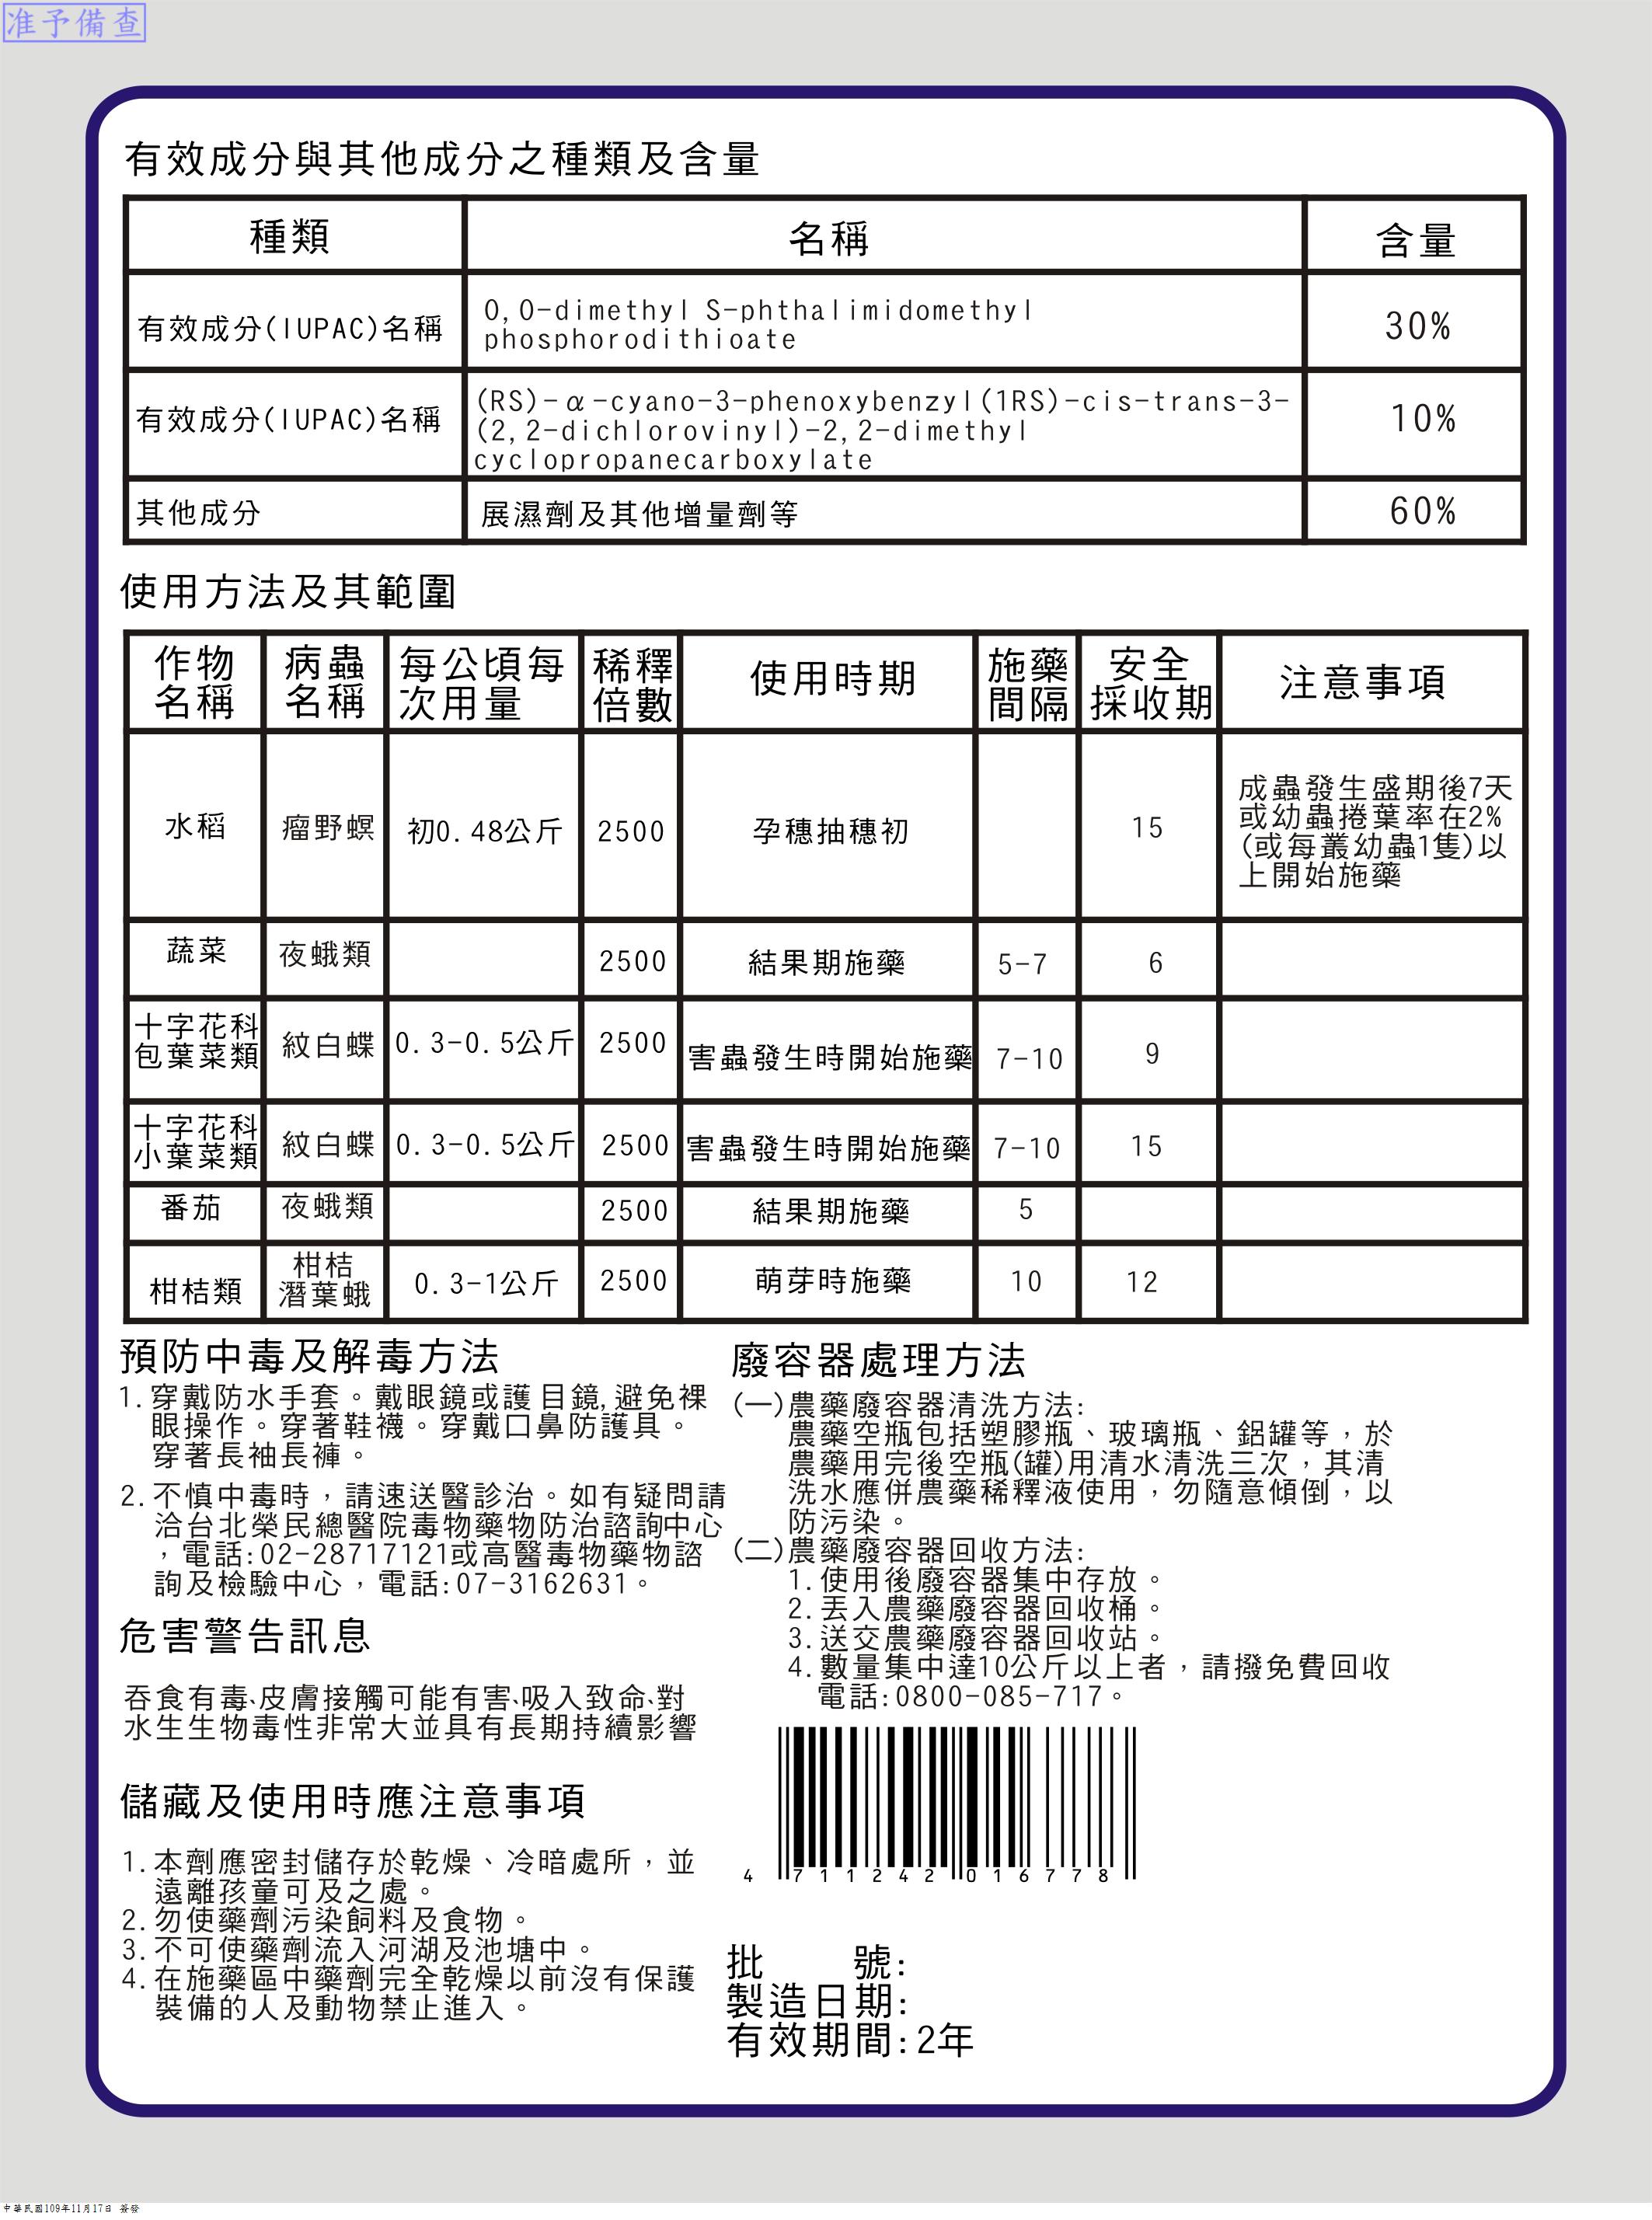 准予備查
有效成分與其他成分之種類及含量
種類 名稱 含量
有效成分(IUPAC)名稱 O,O-dimethyl S-phthalimidomethyl 30%
phosphorodithioate
有效成分(IUPAC)名稱 (RS)-α-cyano-3-phenoxybenzyl(1RS)-cis-trans-3- 10%
(2,2-dichlorovinyl)-2,2-dimethyl
cyclopropanecarboxylate
其他成分 展濕劑及其他增量劑等 60%
使用方法及其範圍
作物名稱 病蟲名稱 每公頃每次用量 稀釋倍數 使用時期 施藥間隔 安全採收期 注意事項
水稻 瘤野螟 初0.48公斤 2500 孕穗抽穗初 15
成蟲發生盛期後7天
或幼蟲捲葉率在2%
(或每叢幼蟲1隻)以
上開始施藥
蔬菜 夜蛾類 2500 結果期施藥 5-7 6
十字花科
包葉菜類 紋白蝶 0.3-0.5公斤 2500 害蟲發生時開始施藥 7-10 9
十字花科
小葉菜類 紋白蝶 0.3-0.5公斤 2500 害蟲發生時開始施藥 7-10 15
番茄 夜蛾類 2500 結果期施藥 5
柑桔類 柑桔潛葉蛾 0.3-1公斤 2500 萌芽時施藥 10 12
預防中毒及解毒方法
1.穿戴防水手套。戴眼鏡或護目鏡,避免裸
眼操作。穿著鞋襪。穿戴口鼻防護具。
穿著長袖長褲。
2.不慎中毒時，請速送醫診治。如有疑問請
洽台北榮民總醫院毒物藥物防治諮詢中心
，電話:02-28717121或高醫毒物藥物諮
詢及檢驗中心，電話:07-3162631。
危害警告訊息
吞食有毒、皮膚接觸可能有害、吸入致命、對
水生生物毒性非常大並具有長期持續影響
儲藏及使用時應注意事項
1.本劑應密封儲存於乾燥、冷暗處所，並
遠離孩童可及之處。
2.勿使藥劑污染飼料及食物。
3.不可使藥劑流入河湖及池塘中。
4.在施藥區中藥劑完全乾燥以前沒有保護
裝備的人及動物禁止進入。
廢容器處理方法
(一)農藥廢容器清洗方法:
農藥空瓶包括塑膠瓶、玻璃瓶、鋁罐等，於
農藥用完後空瓶(罐)用清水清洗三次，其清
洗水應併農藥稀釋液使用，勿隨意傾倒，以
防污染。
(二)農藥廢容器回收方法:
1.使用後廢容器集中存放。
2.丟入農藥廢容器回收桶。
3.送交農藥廢容器回收站。
4.數量集中達10公斤以上者，請撥免費回收
電話:0800-085-717。
4 711242 016778
批 號:
製造日期:
有效期間:2年
中華民國109年11月17日 簽發